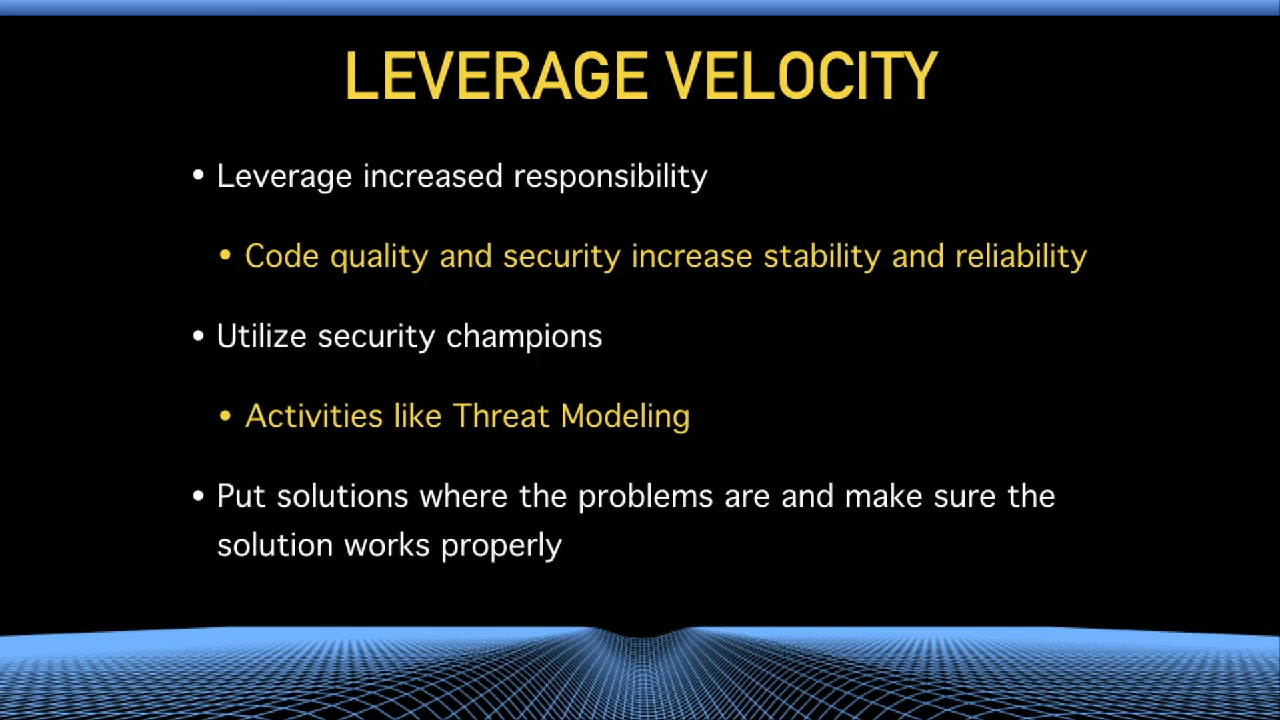 LEVERAGE VELOCITY
• Leverage increased responsibility
• Code quality and security increase stability and reliability
• Utilize security champions
• Activities like Threat Modeling
• Put solutions where the problems are and make sure the
solution works properly